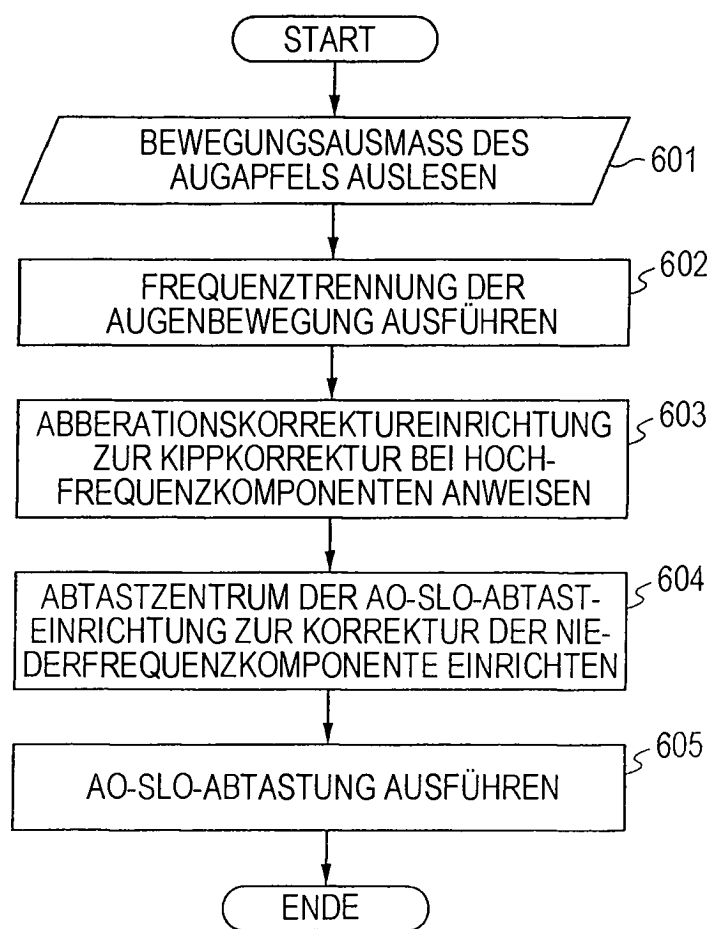 START
BEWEGUNGSAUSMASS DES
AUGAPFELS AUSLESEN
601
FREQUENZTRENNUNG DER
AUGENBEWEGUNG AUSFÜHREN
602
ABBERATIONSKORREKTUREINRICHTUNG
ZUR KIPPKORREKTUR BEI HOCH-
FREQUENZKOMPONENTEN ANWEISEN
603
ABTASTZENTRUM DER AO-SLO-ABTAST-
EINRICHTUNG ZUR KORREKTUR DER NIE-
DERFREQUENZKOMPONENTE EINRICHTEN
604
AO-SLO-ABTASTUNG AUSFÜHREN
605
ENDE